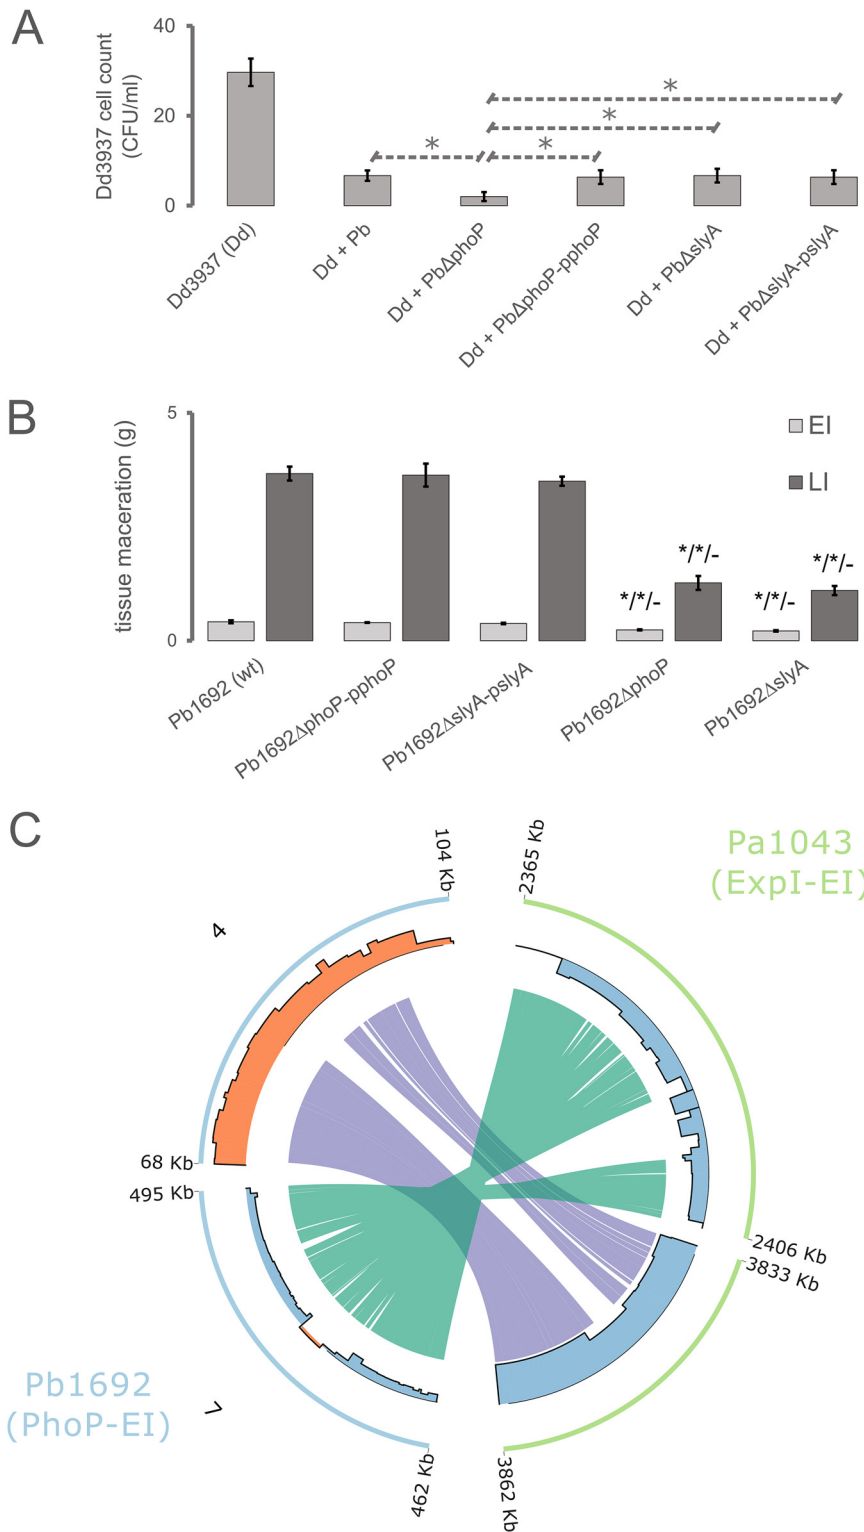 A
Dd3937 cell count
(CFU/ml)
40
20
0
*
*
*
*
Dd3937 (Dd)
Dd + Pb
Dd + PbΔphoP
Dd + PbΔphoP-pphoP
Dd + PbΔslyA
Dd + PbΔslyA-pslyA
B
tissue maceration (g)
5
0
EI
LI
*/*/-
*/*/-
*/*/-
*/*/-
Pb1692 (wt)
Pb1692ΔphoP-pphoP
Pb1692ΔslyA-pslyA
Pb1692ΔphoP
Pb1692ΔslyA
C
104 Kb
2365 Kb
Pa1043
(ExpI-EI)
4
68 Kb
495 Kb
2406 Kb
3833 Kb
Pb1692
(PhoP-EI)
7
462 Kb
3862 Kb